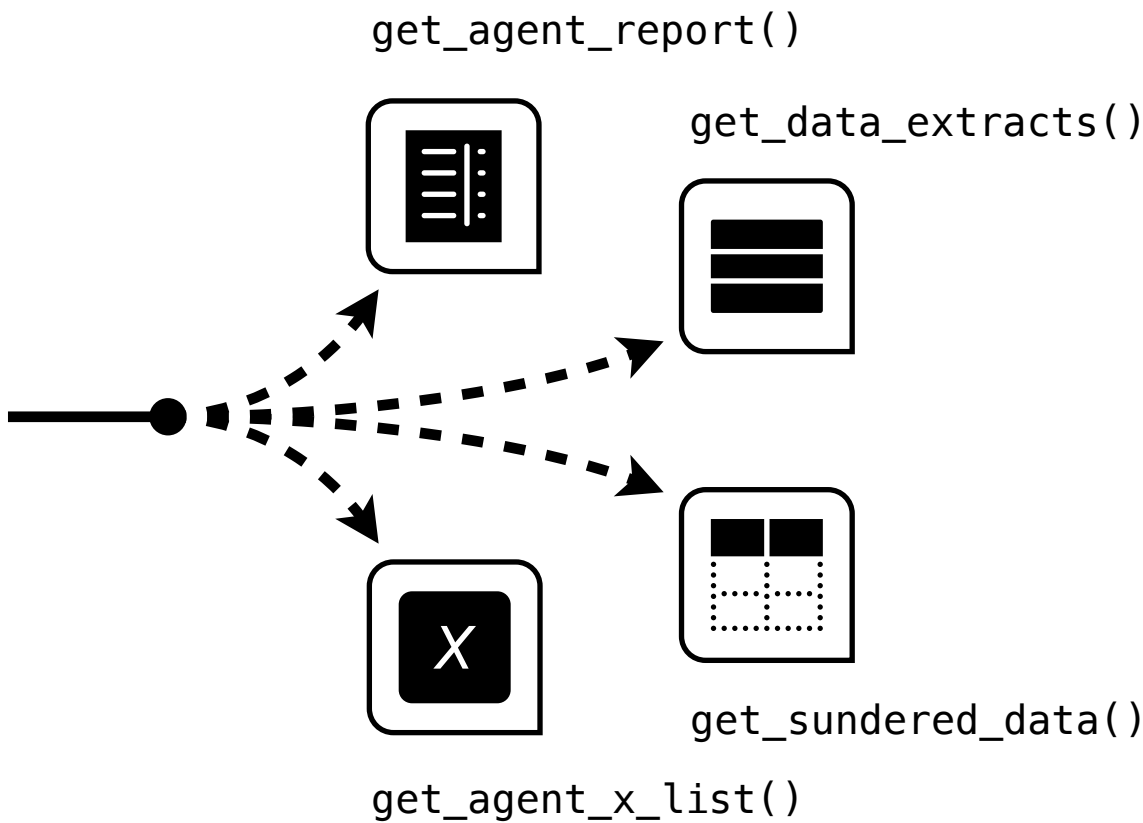 get_agent_report()
get_data_extracts()
X
get_sundered_data()
get_agent_x_list()